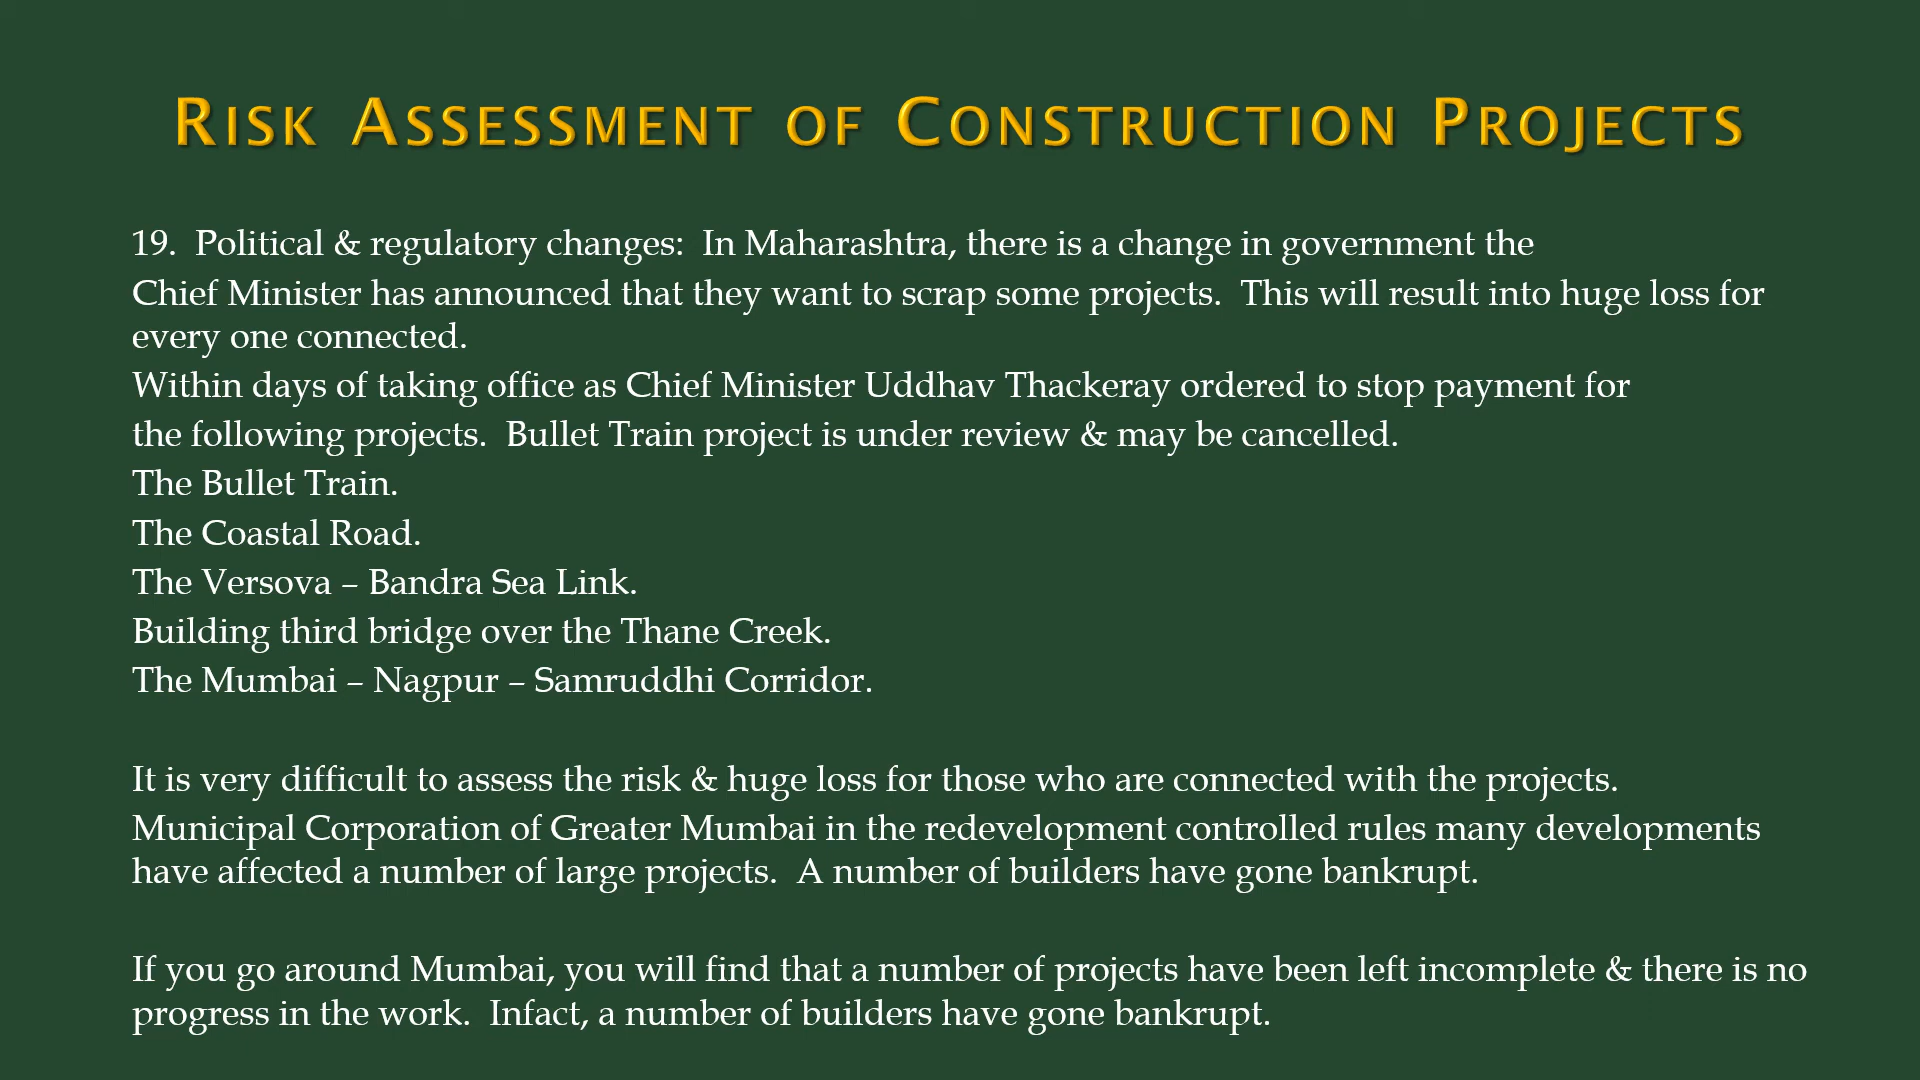 Risk Assessment of Construction Projects
19.  Political & regulatory changes:  In Maharashtra, there is a change in government the
Chief Minister has announced that they want to scrap some projects.  This will result into huge loss for
every one connected.
Within days of taking office as Chief Minister Uddhav Thackeray ordered to stop payment for
the following projects.  Bullet Train project is under review & may be cancelled.
The Bullet Train.
The Coastal Road.
The Versova – Bandra Sea Link.
Building third bridge over the Thane Creek.
The Mumbai – Nagpur – Samruddhi Corridor.
It is very difficult to assess the risk & huge loss for those who are connected with the projects.
Municipal Corporation of Greater Mumbai in the redevelopment controlled rules many developments
have affected a number of large projects.  A number of builders have gone bankrupt.
If you go around Mumbai, you will find that a number of projects have been left incomplete & there is no
progress in the work.  Infact, a number of builders have gone bankrupt.